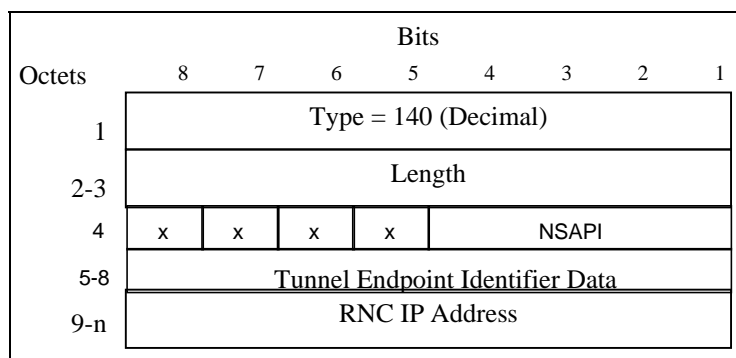 Bits
Octets 8 7 6 5 4 3 2 1
1 Type = 140 (Decimal)
2-3 Length
4 x x x x NSAPI
5-8 Tunnel Endpoint Identifier Data
9-n RNC IP Address